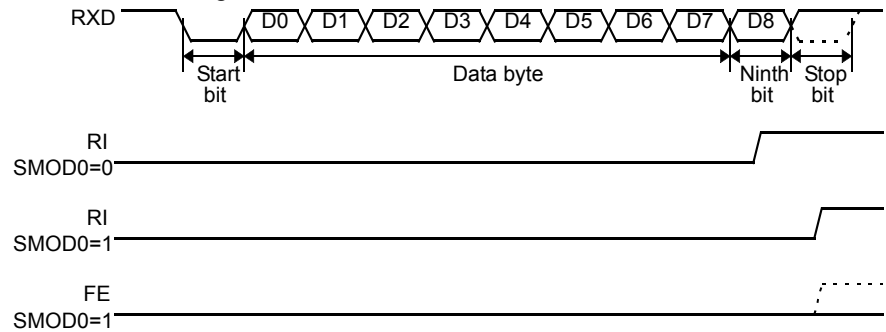 RXD D0 D1 D2 D3 D4 D5 D6 D7 D8
Start bit
Data byte
Ninth bit
Stop bit
RI
SMOD0=0
RI
SMOD0=1
FE
SMOD0=1